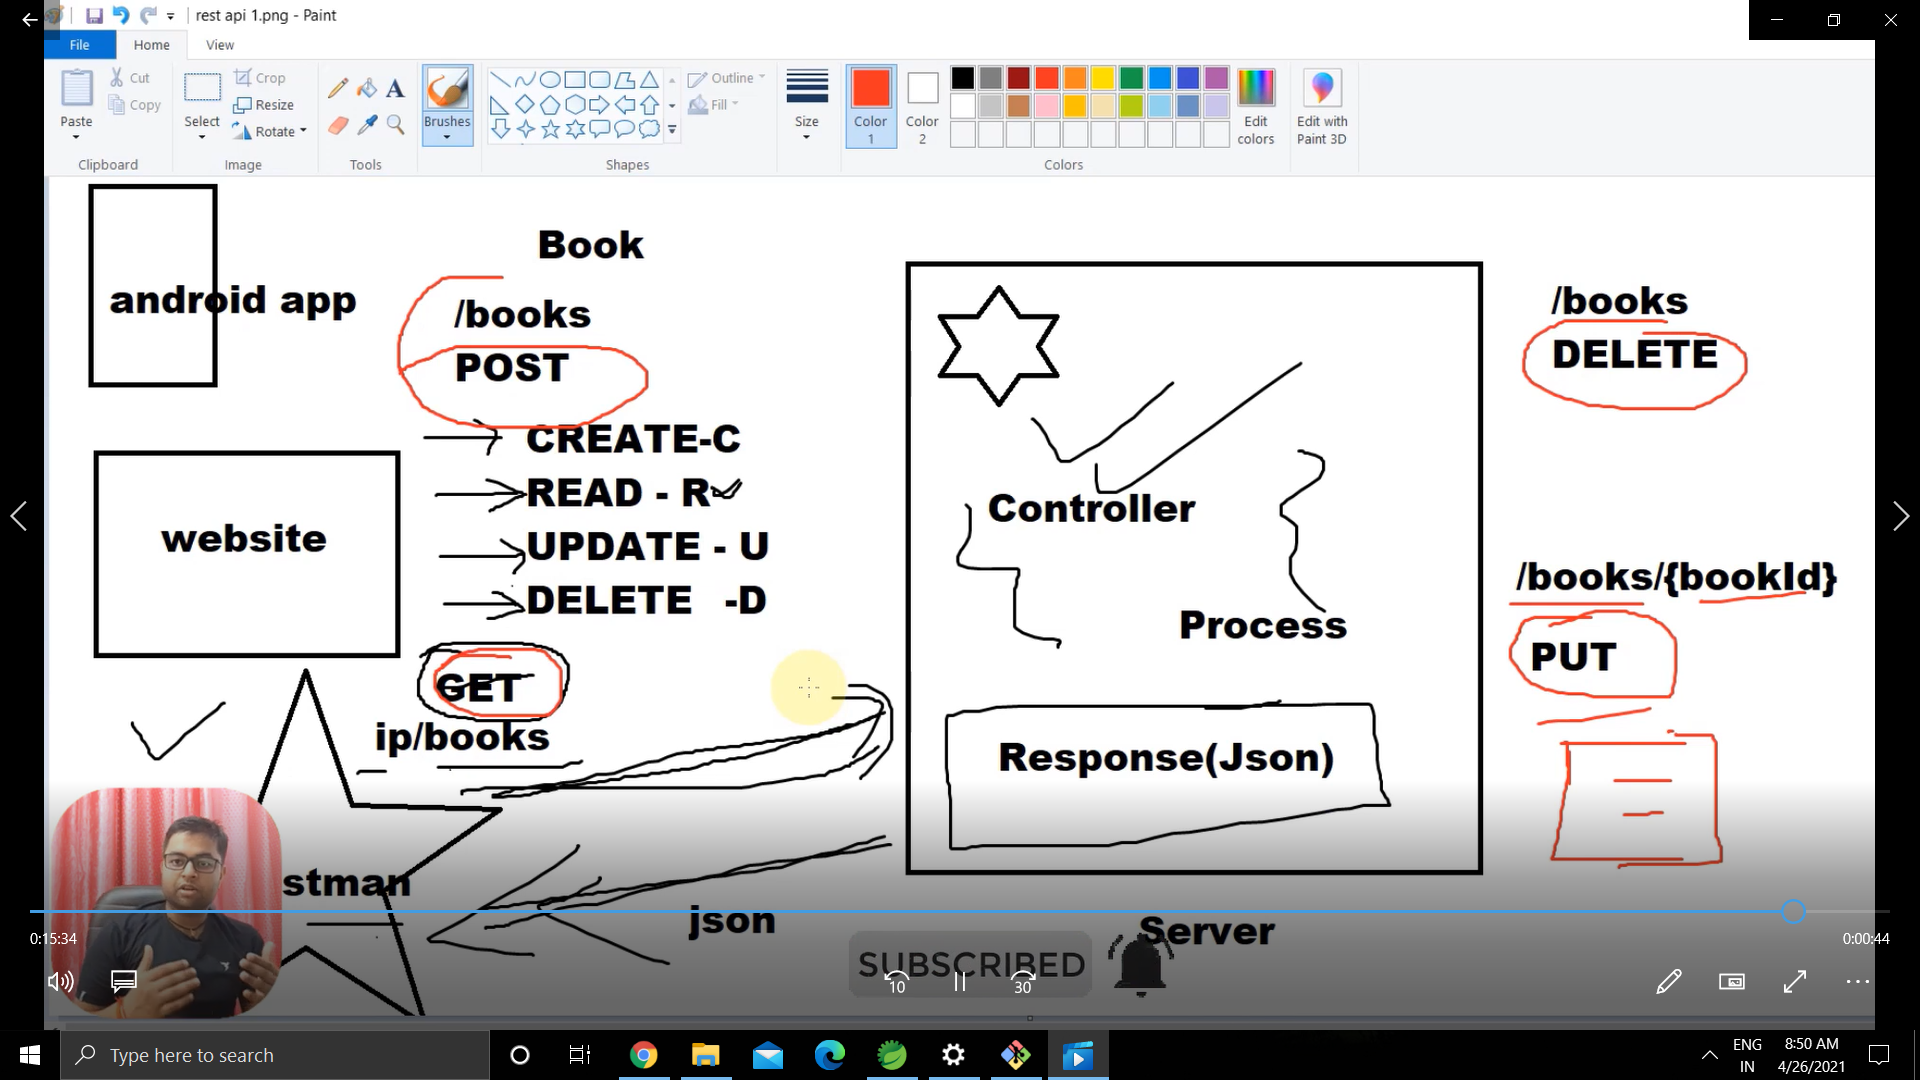 rest api 1.png - Paint
File
Home
View
Paste
Cut
Copy
Clipboard
Select
Crop
Resize
Rotate
Image
Tools
Brushes
Shapes
Outline
Fill
Size
Color 1
Color 2
Edit colors
Edit with Paint 3D
Colors
android app
Book
/books
POST
CREATE-C
READ - R
UPDATE - U
DELETE -D
website
GET
ip/books
stman
json
Controller
Process
Response(Json)
Server
/books
DELETE
/books/{bookId}
PUT
SUBSCRIBED
0:15:34
0:00:44
10
30
Type here to search
ENG
IN
8:50 AM
4/26/2021